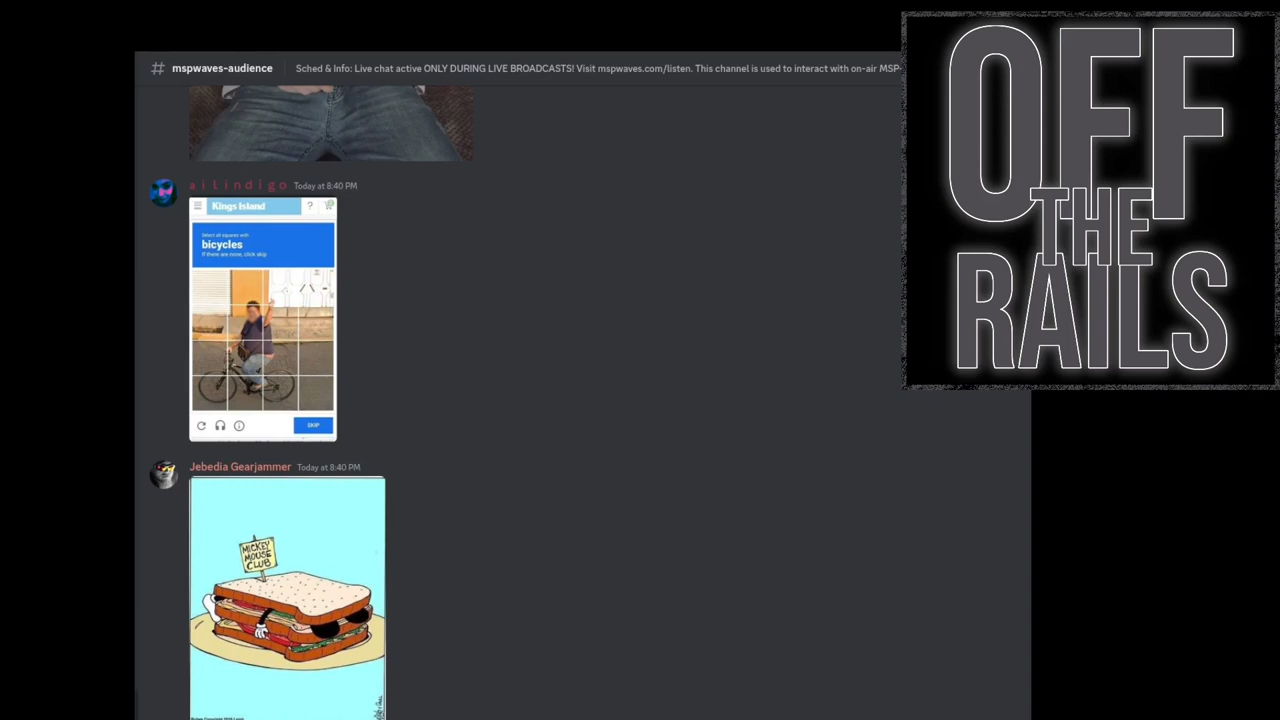 # mspwaves-audience
Sched & Info: Live chat active ONLY DURING LIVE BROADCASTS! Visit mspwaves.com/listen. This channel is used to interact with on-air MSP
OFF
THE
RAILS
a i l i n d i g o Today at 8:40 PM
Kings Island
?
Select all squares with
bicycles
If there are none, click skip
SKIP
Jebedia Gearjammer Today at 8:40 PM
MICKEY
MOUSE
CLUB